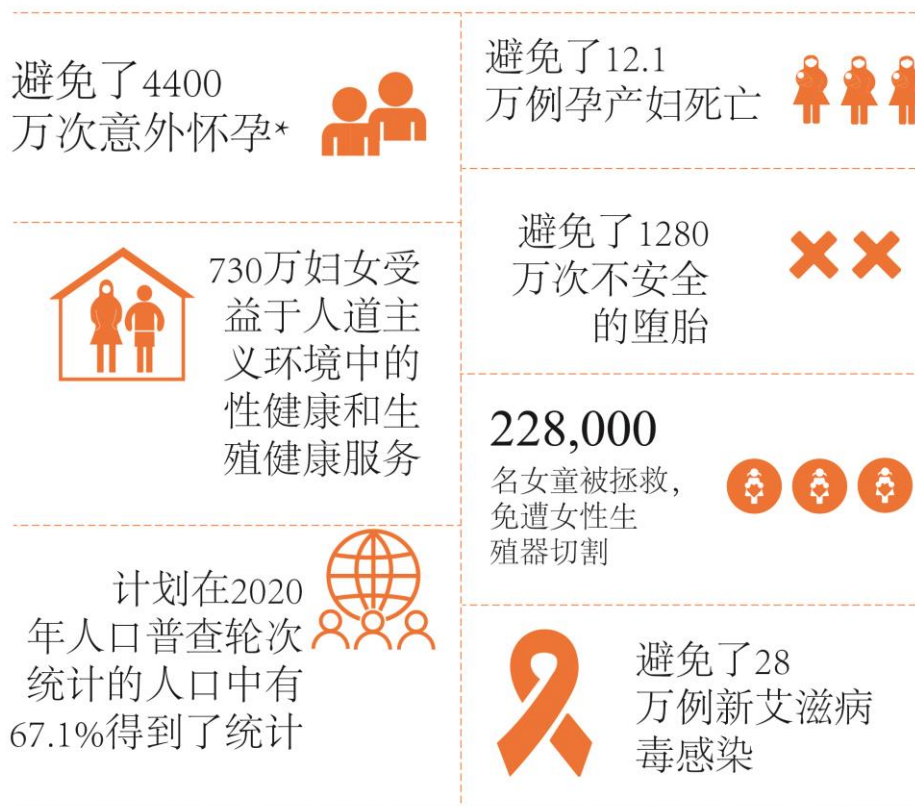 避免了4400
万次意外怀孕*
730万妇女受
益于人道主
义环境中的
性健康和生
殖健康服务
计划在2020
年人口普查轮次
统计的人口中有
67.1%得到了统计
避免了12.1
万例孕产妇死亡
避免了1280
万次不安全
的堕胎
228,000
名女童被拯救，
免遭女性生
殖器切割
避免了28
万例新艾滋病
毒感染